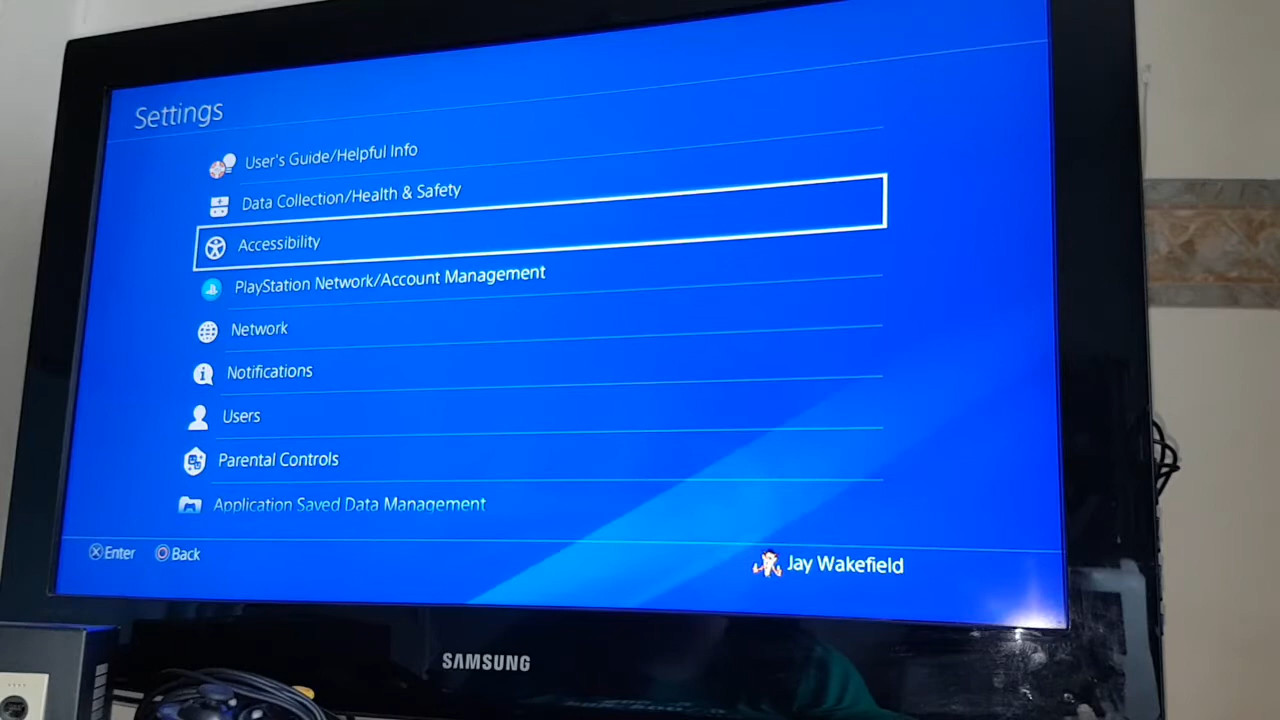 Settings
User's Guide/Helpful Info
Data Collection/Health & Safety
Accessibility
PlayStation Network/Account Management
Network
Notifications
Users
Parental Controls
Application Saved Data Management
Enter
Back
Jay Wakefield
SAMSUNG